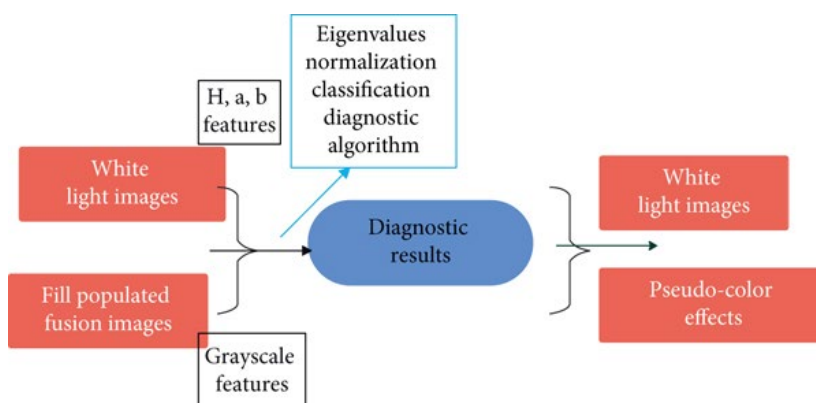 Eigenvalues
normalization
classification
diagnostic
algorithm
H, a, b
features
White
light images
Fill populated
fusion images
Grayscale
features
Diagnostic
results
White
light images
Pseudo-color
effects